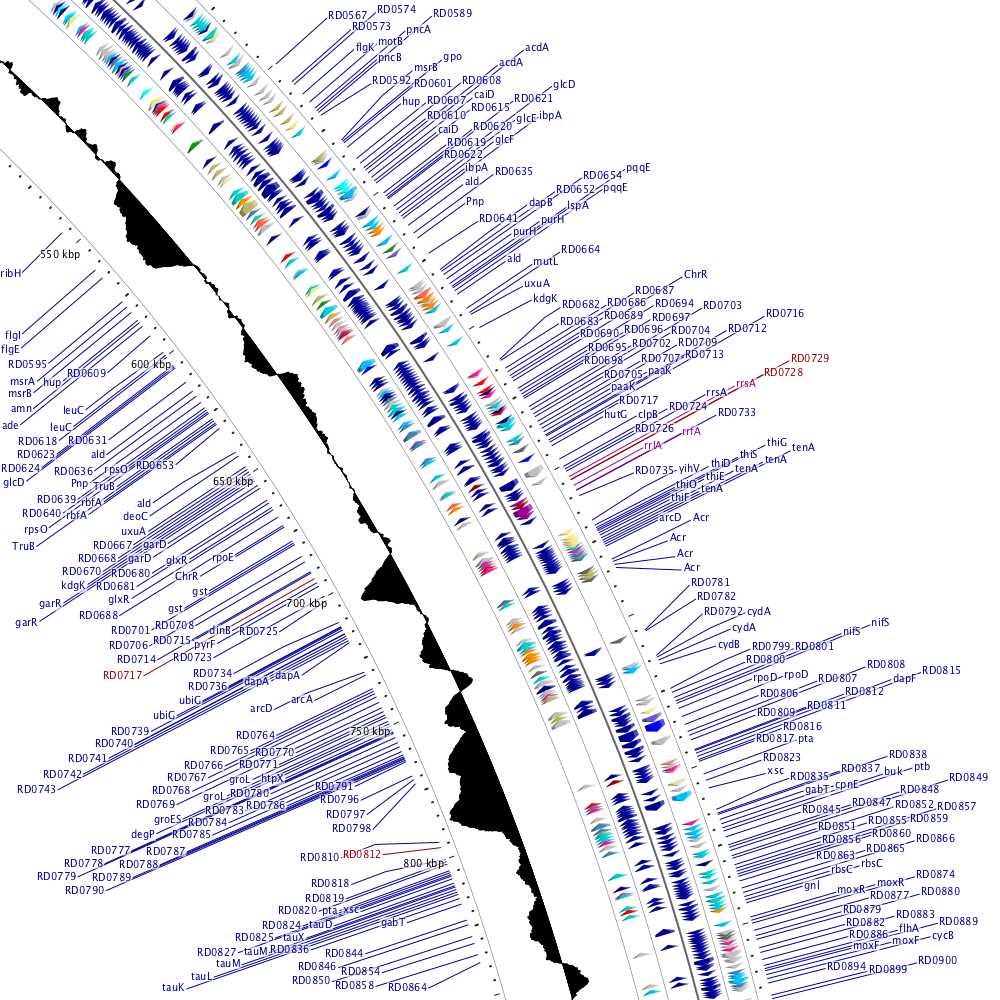 RD0567
RD0574
RD0589
RD0573
pncA
flgK
motB
pncB
acdA
msrB
gpo
acdA
RD0592
RD0601
RD0608
glcD
hup
RD0607
caiD
RD0621
RD0610
RD0615
glcE
ibpA
caiD
RD0620
RD0619
glcF
RD0622
ibpA
RD0635
pqqE
ald
RD0654
Pnp
RD0652
pqqE
dapB
lspA
RD0641
purH
purH
RD0664
ald
mutL
uxuA
ChrR
kdgK
RD0687
RD0682
RD0686
RD0694
RD0703
RD0683
RD0689
RD0697
RD0716
RD0690
RD0696
RD0704
RD0712
RD0695
RD0702
RD0709
RD0698
RD0707
RD0713
RD0729
RD0705
paaK
RD0728
paaK
rrsA
RD0717
rrsA
hutG
clpB
RD0724
RD0733
RD0726
rrfA
rrlA
thiG
tenA
RD0735
yihV
thiD
thiS
tenA
thiO
thiE
tenA
thiF
tenA
arcD
Acr
Acr
Acr
Acr
RD0781
RD0782
RD0792
cydA
cydA
nifS
nifS
cydB
RD0799
RD0801
RD0800
RD0808
rpoD
rpoD
RD0807
dapF
RD0815
RD0806
RD0812
RD0811
RD0809
RD0816
RD0817
pta
RD0823
RD0838
xsc
RD0837
buk
ptb
RD0835
RD0849
gabT
cpnE
RD0848
RD0845
RD0847
RD0852
RD0857
RD0851
RD0855
RD0859
RD0856
RD0860
RD0866
RD0863
RD0865
rbsC
rbsC
RD0874
gnl
moxR
moxR
RD0880
RD0877
RD0879
RD0883
RD0889
RD0882
flhA
RD0886
moxF
cycB
moxF
RD0900
RD0894
RD0899
550 kbp
ribH
flgI
flgE
RD0595
600 kbp
msrA
hup
RD0609
msrB
amn
leuC
ade
leuC
RD0618
RD0631
RD0623
ald
RD0624
RD0636
rpsO
RD0653
glcD
Pnp
TruB
650 kbp
RD0639
rbfA
ald
RD0640
rbfA
deoC
rpsO
uxuA
TruB
RD0667
garD
RD0668
garD
glxR
rpoE
RD0670
RD0680
ChrR
kdgK
RD0681
gst
garR
glxR
gst
700 kbp
garR
RD0688
RD0701
RD0708
dinB
RD0725
RD0706
RD0715
pyrF
RD0714
RD0723
RD0717
RD0734
dapA
dapA
RD0736
ubiG
arcA
ubiG
arcD
RD0739
RD0740
RD0764
750 kbp
RD0741
RD0765
RD0770
RD0742
RD0766
RD0771
RD0743
RD0767
groL
htpX
RD0768
RD0791
RD0769
groL
RD0780
RD0796
RD0783
RD0786
groES
RD0784
RD0797
degP
RD0785
RD0798
RD0777
RD0787
RD0810
RD0812
RD0778
RD0788
800 kbp
RD0779
RD0789
RD0818
RD0790
RD0819
RD0820
pta
xsc
RD0824
tauD
gabT
RD0825
tauX
RD0827
tauM
RD0836
RD0844
tauM
RD0846
RD0854
tauL
RD0850
RD0858
RD0864
tauK